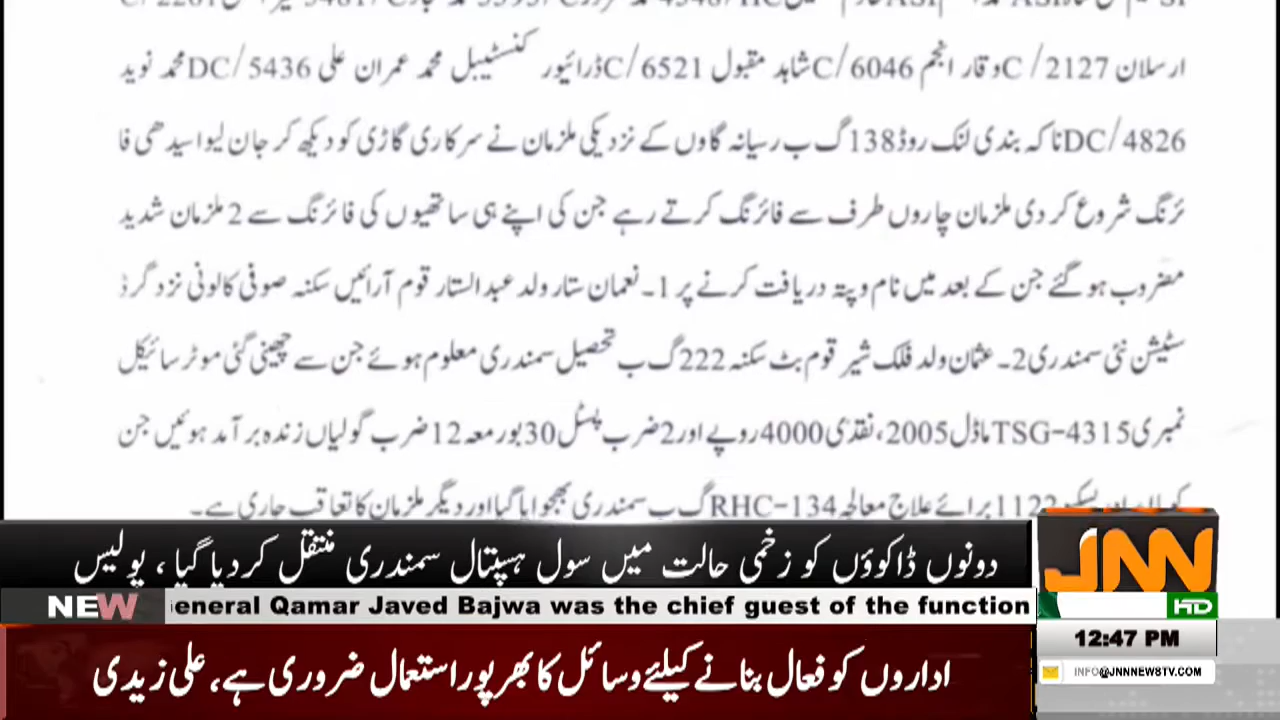 ارسلان 2127/C وقار انجم 6046/C شاہد مقبول 6521/C ڈرائیور کنسٹیبل محمد عمران علی 5436/DC محمد نوید
4826/DC ناکہ بندی لنک روڈ 138 گ ب رسیانہ گاوں کے نزدیکی ملزمان نے سرکاری گاڑی کو دیکھ کر جان لیوا سیدھی فا
ئرنگ شروع کر دی ملزمان چاروں طرف سے فائرنگ کرتے رہے جن کی اپنے ہی ساتھیوں کی فائرنگ سے 2 ملزمان شدید
مضروب ہو گئے جن کے بعد میں نام و پتہ دریافت کرنے پر 1۔ نعمان ستار ولد عبدالستار قوم آرائیں سکنہ صوفی کالونی نزد گرڈ
سٹیشن نئی سمندری 2۔ عثمان ولد فلک شیر قوم بٹ سکنہ 222 گ ب تحصیل سمندری معلوم ہوئے جن سے چھینی گئی موٹر سائیکل
نمبری TSG-4315 ماڈل 2005، نقدی 4000 روپے اور 2 ضرب پسٹل 30 بور معہ 12 ضرب گولیاں زندہ برآمد ہوئیں جن
1122 برائے علاج معالجہ RHC-134 گ ب سمندری بھجوایا گیا اور دیگر ملزمان کا تعاقب جاری ہے۔
دونوں ڈاکوؤں کو زخمی حالت میں سول ہسپتال سمندری منتقل کر دیا گیا، پولیس
JNN
HD
NEW
eneral Qamar Javed Bajwa was the chief guest of the function
12:47 PM
INFO@JNNNEW8TV.COM
اداروں کو فعال بنانے کیلئے وسائل کا بھرپور استعمال ضروری ہے، علی زیدی